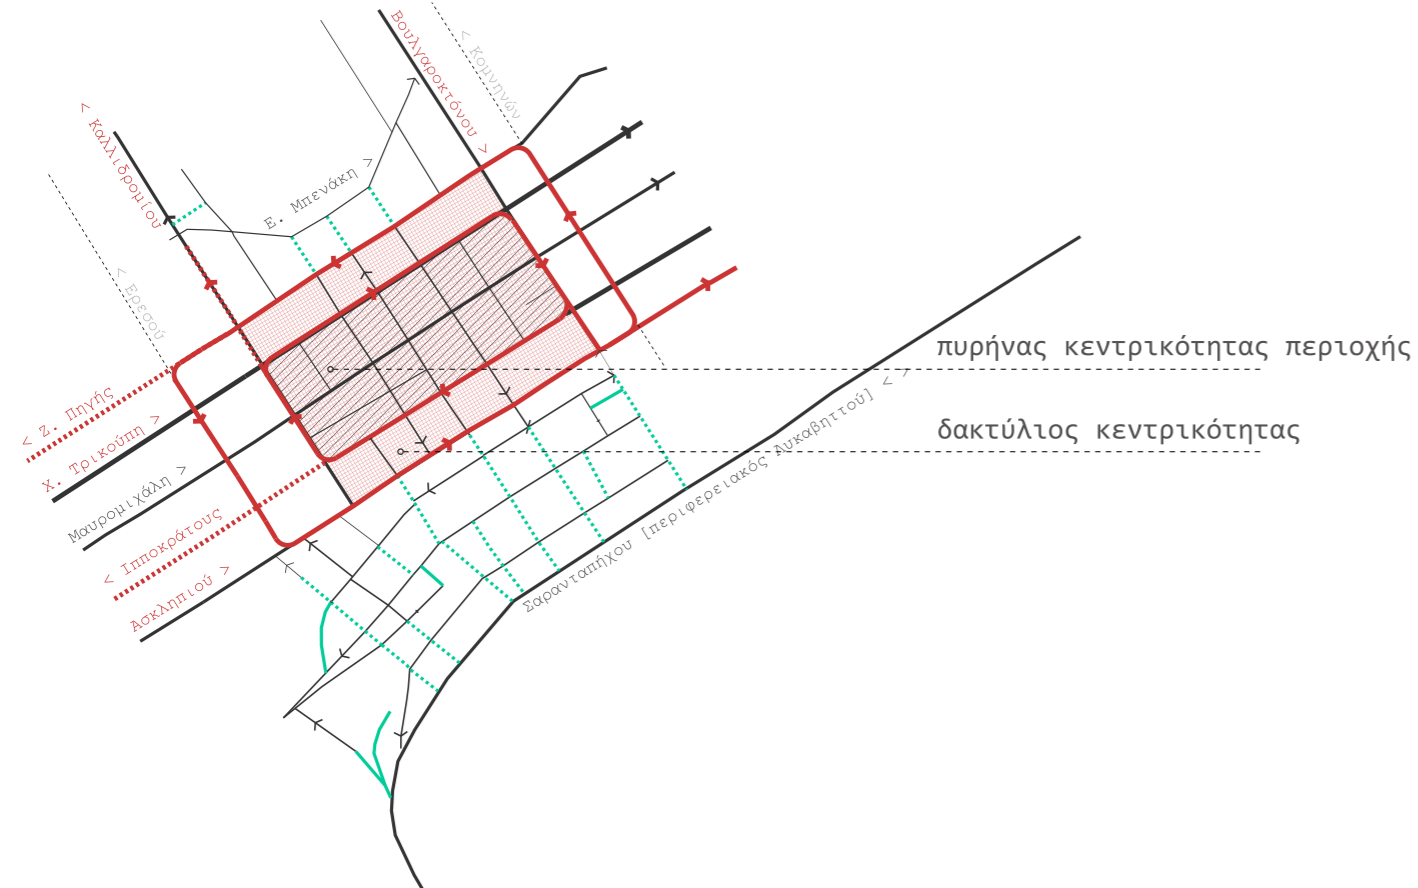 Βουλγαροκτόνου >
< Κομνηνών
< Καλλιδρομίου
Ε. Μπενάκη >
< Ερεσού
πυρήνας κεντρικότητας περιοχής
< Ζ. Πηγής
Χ. Τρικούπη >
δακτύλιος κεντρικότητας
Μαυρομιχάλη >
< Ιπποκράτους
Ασκληπιού >
Σαρανταπήχου [περιφερειακός Λυκαβηττού] < >